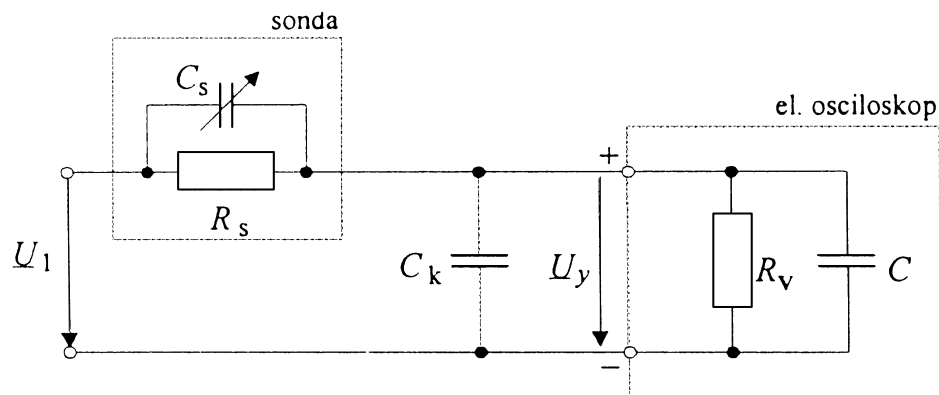 sonda
C_s
el. osciloskop
+
R_s
U_1
C_k
U_y
R_v
C
−